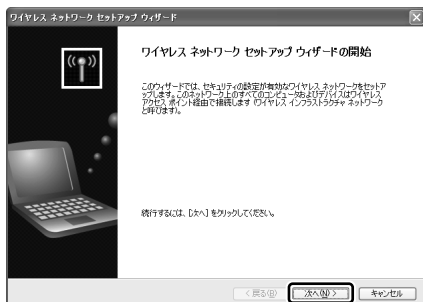 ワイヤレス ネットワーク セットアップ ウィザード
ワイヤレス ネットワーク セットアップ ウィザードの開始
このウィザードでは、セキュリティの設定が有効なワイヤレス ネットワークをセットア
ップします。このネットワーク上のすべてのコンピュータおよびデバイスはワイヤレス
アクセス ポイント経由で接続します (ワイヤレス インフラストラクチャ ネットワーク
と呼びます)。
続行するには、[次へ] をクリックしてください。
< 戻る(B)
次へ(N) >
キャンセル